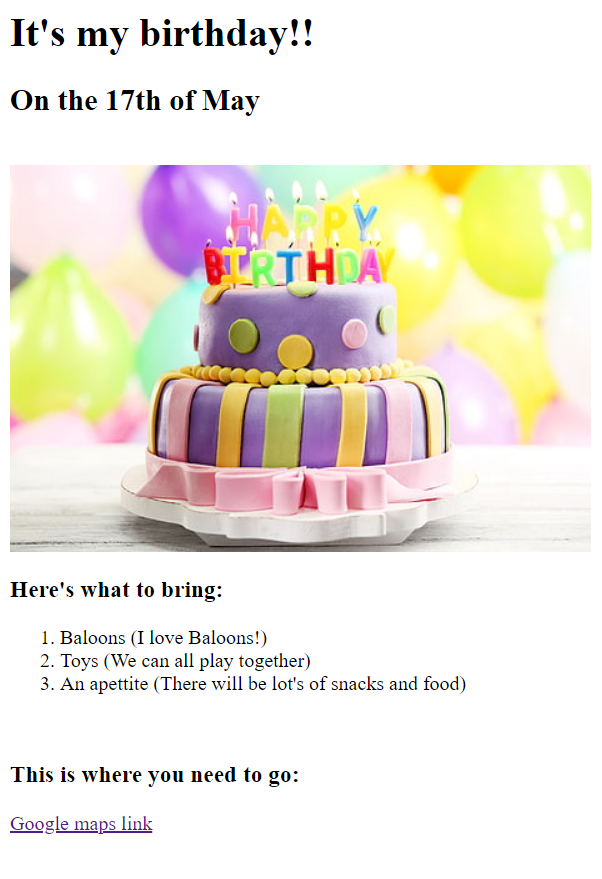 It's my birthday!!
On the 17th of May
HAPPY
BIRTHDAY
Here's what to bring:
1. Baloons (I love Baloons!)
2. Toys (We can all play together)
3. An apettite (There will be lot's of snacks and food)
This is where you need to go:
Google maps link